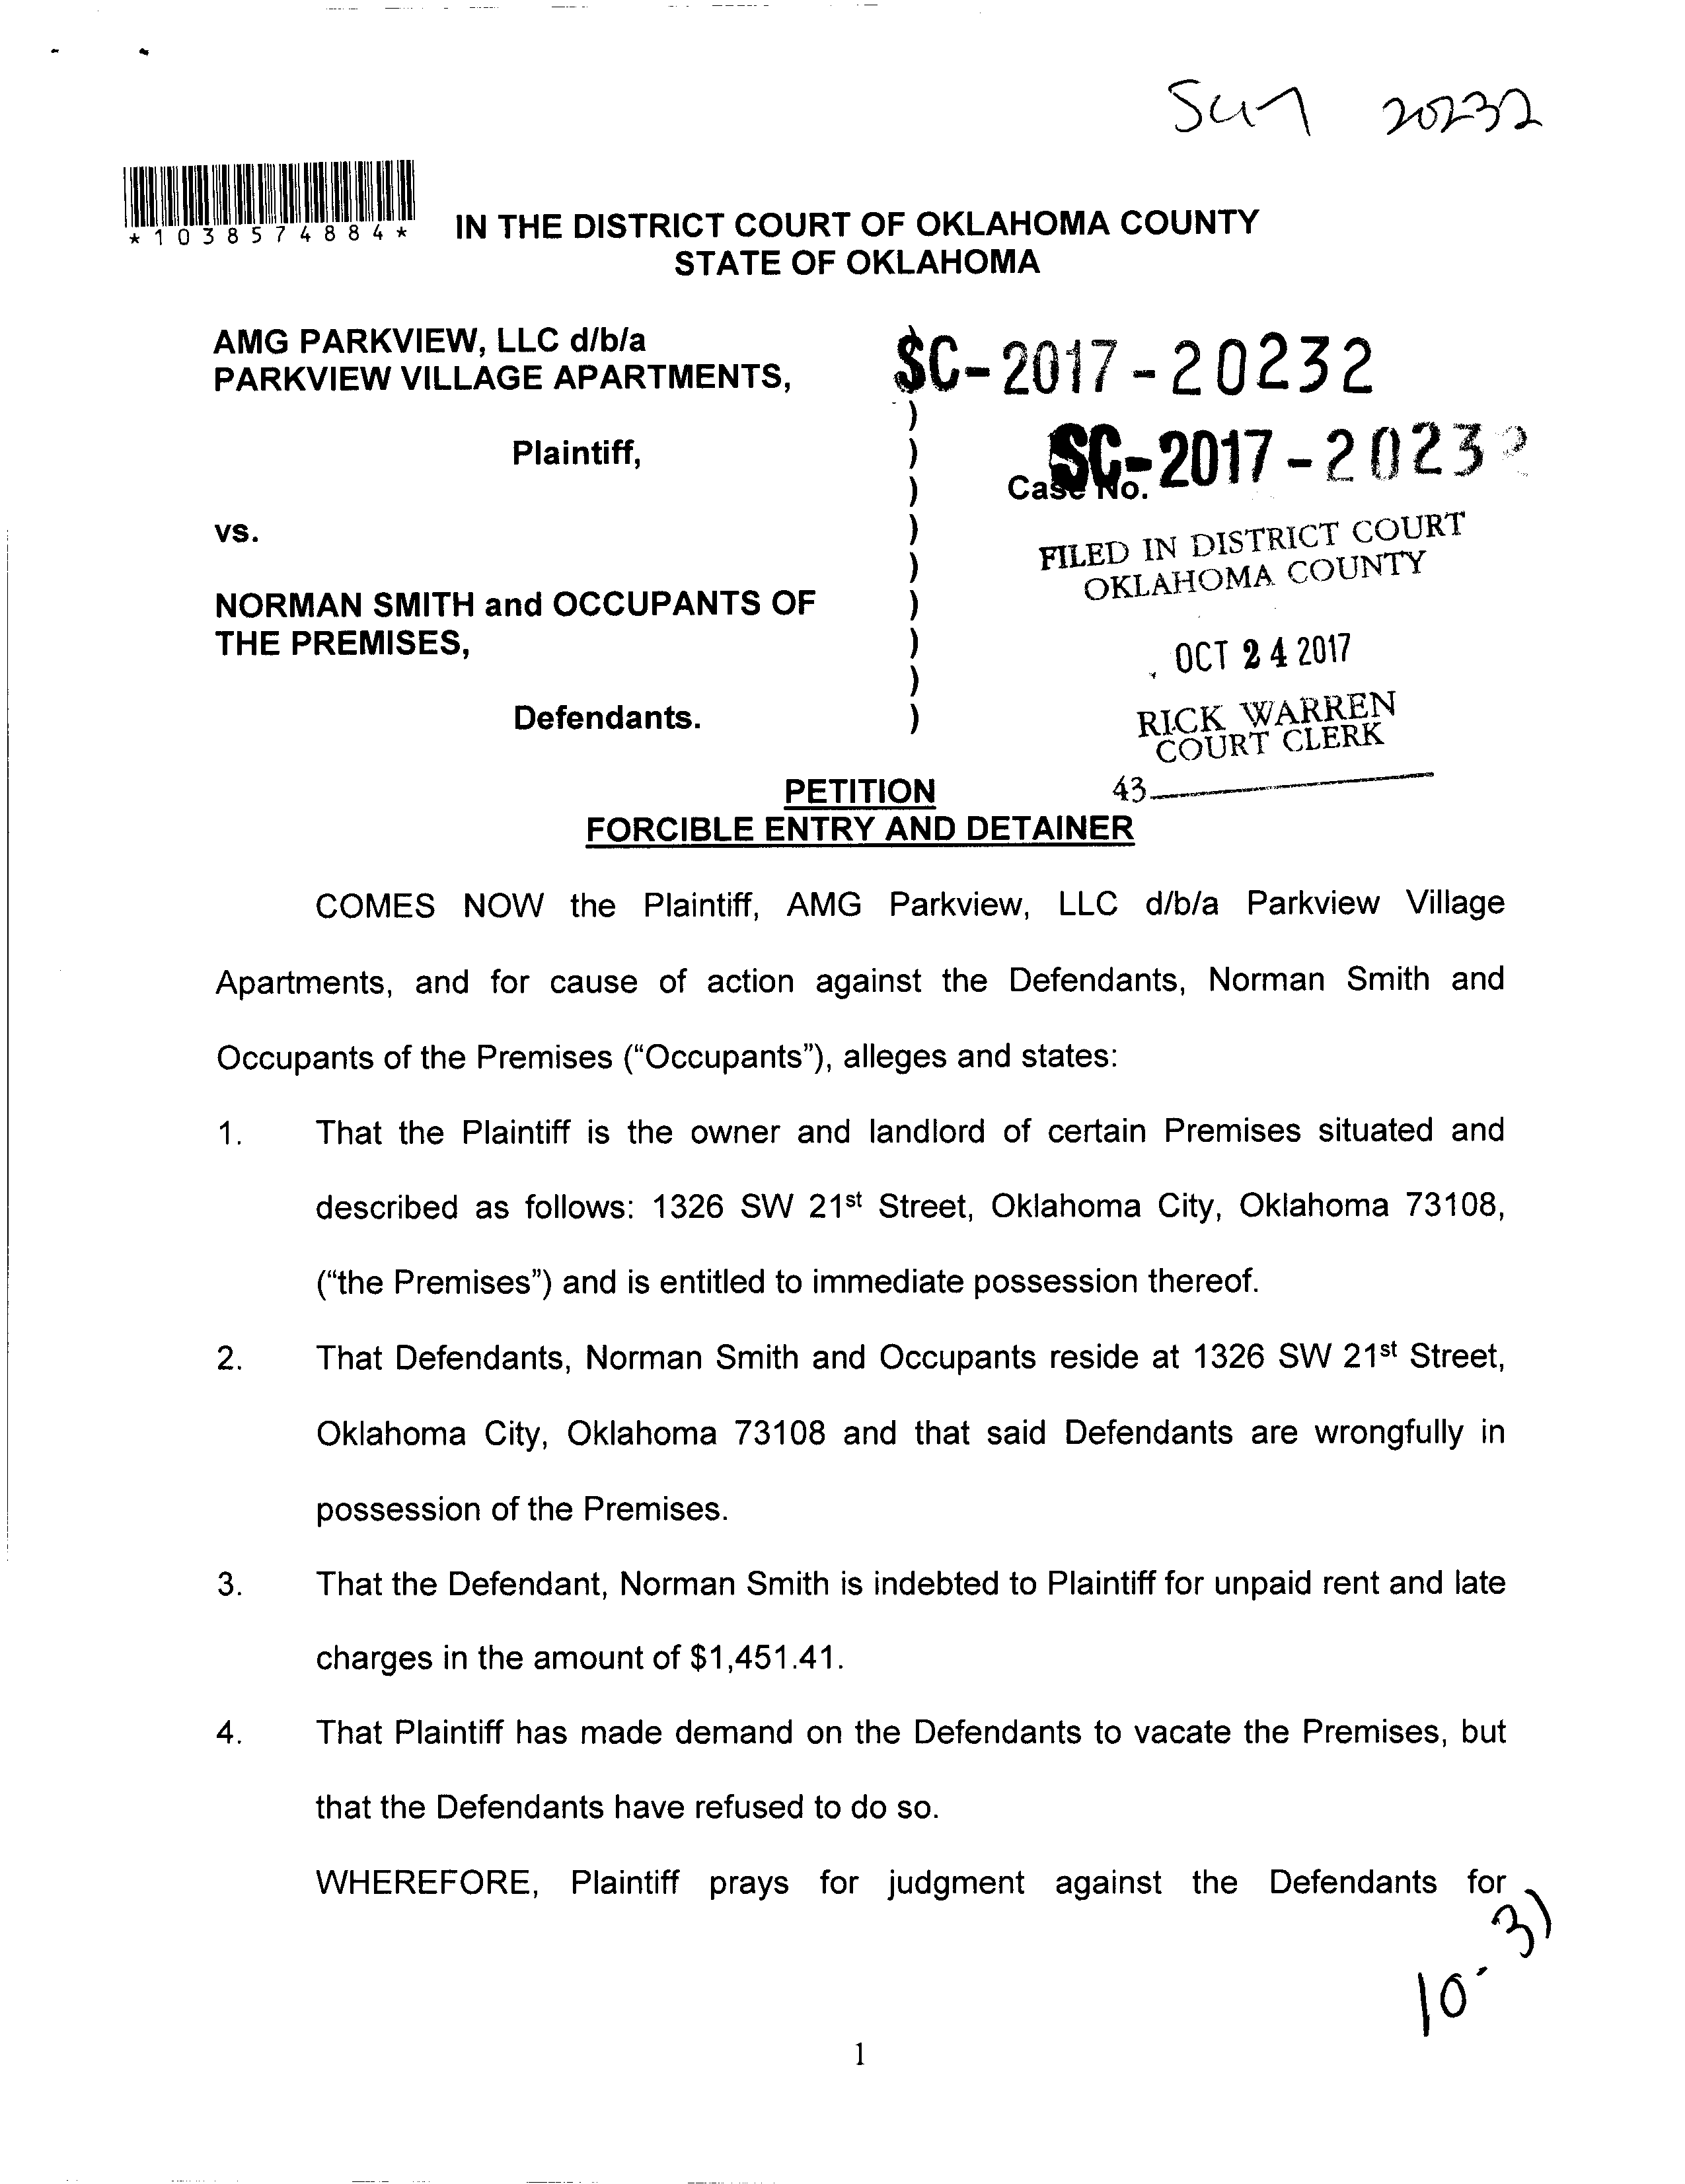 SC17 20232
*1038574884*
IN THE DISTRICT COURT OF OKLAHOMA COUNTY
STATE OF OKLAHOMA
AMG PARKVIEW, LLC d/b/a
PARKVIEW VILLAGE APARTMENTS,
SC-2017-20232
)
Plaintiff, )
SC-2017-20232
) Case No.
vs. )
FILED IN DISTRICT COURT
) OKLAHOMA COUNTY
NORMAN SMITH and OCCUPANTS OF )
THE PREMISES, )
OCT 24 2017
)
Defendants. )
RICK WARREN
COURT CLERK
PETITION 43
FORCIBLE ENTRY AND DETAINER
COMES NOW the Plaintiff, AMG Parkview, LLC d/b/a Parkview Village
Apartments, and for cause of action against the Defendants, Norman Smith and
Occupants of the Premises (“Occupants”), alleges and states:
1. That the Plaintiff is the owner and landlord of certain Premises situated and
described as follows: 1326 SW 21st Street, Oklahoma City, Oklahoma 73108,
(“the Premises”) and is entitled to immediate possession thereof.
2. That Defendants, Norman Smith and Occupants reside at 1326 SW 21st Street,
Oklahoma City, Oklahoma 73108 and that said Defendants are wrongfully in
possession of the Premises.
3. That the Defendant, Norman Smith is indebted to Plaintiff for unpaid rent and late
charges in the amount of $1,451.41.
4. That Plaintiff has made demand on the Defendants to vacate the Premises, but
that the Defendants have refused to do so.
WHEREFORE, Plaintiff prays for judgment against the Defendants for
10-31
1